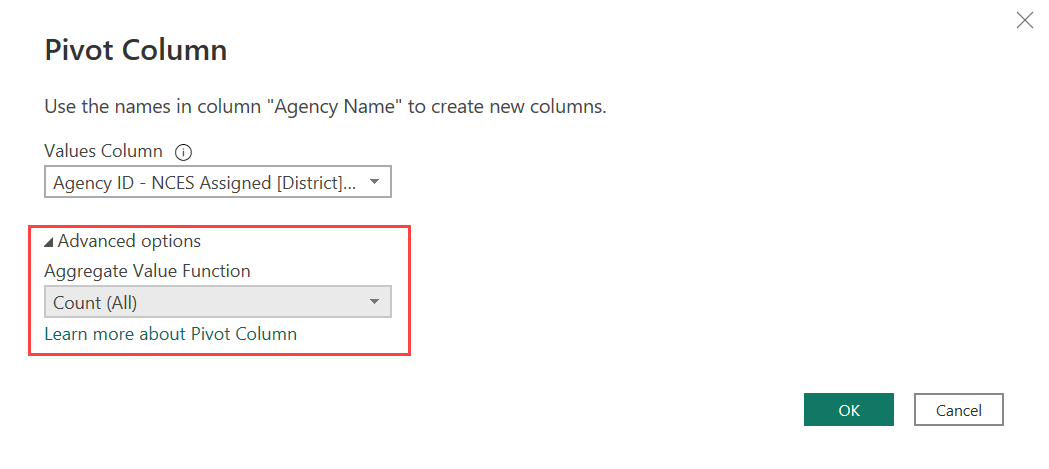 Pivot Column
Use the names in column "Agency Name" to create new columns.
Values Column
Agency ID - NCES Assigned [District]...
Advanced options
Aggregate Value Function
Count (All)
Learn more about Pivot Column
OK
Cancel